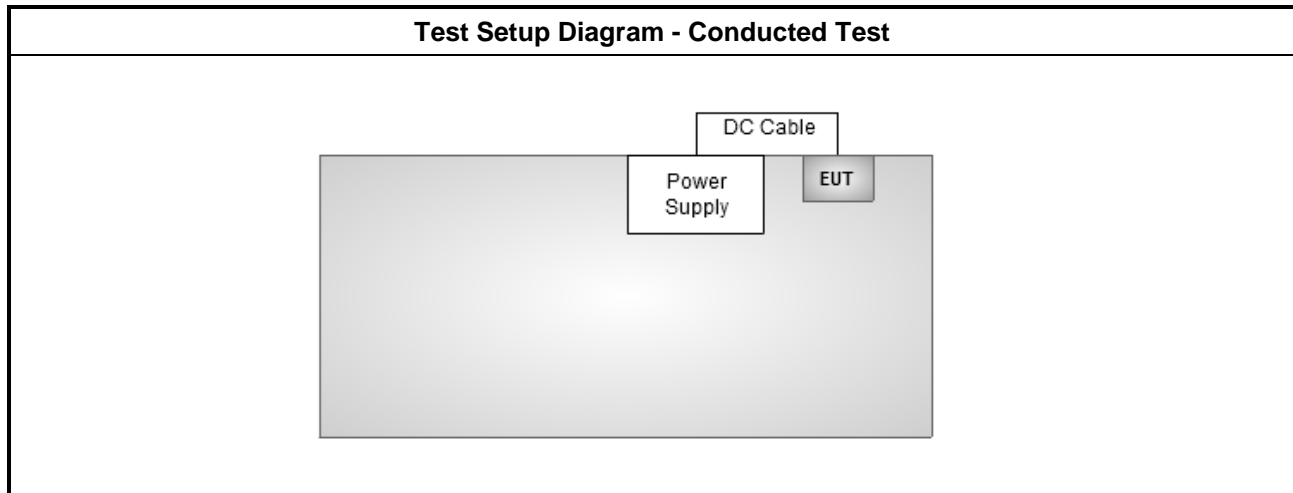 Test Setup Diagram - Conducted Test
DC Cable
Power
Supply
EUT